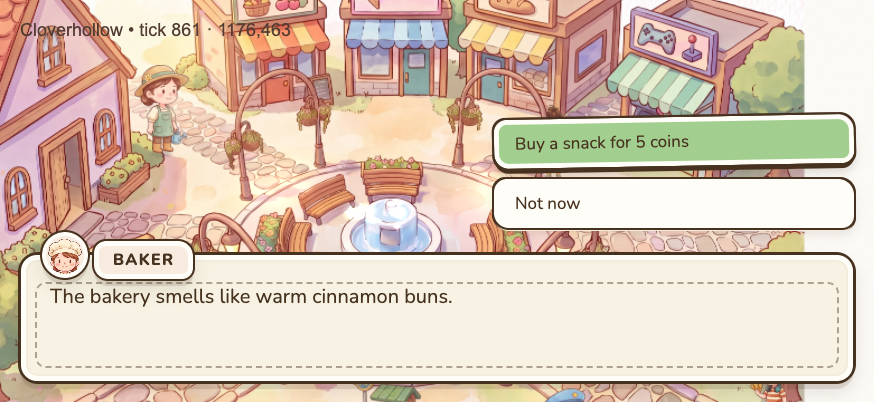 Cloverhollow • tick 861 · 1176,463
Buy a snack for 5 coins
Not now
BAKER
The bakery smells like warm cinnamon buns.